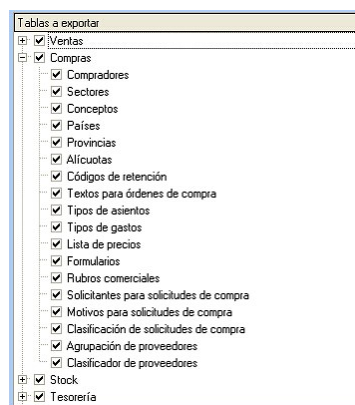 Tablas a exportar
Ventas
Compras
Compradores
Sectores
Conceptos
Países
Provincias
Alícuotas
Códigos de retención
Textos para órdenes de compra
Tipos de asientos
Tipos de gastos
Lista de precios
Formularios
Rubros comerciales
Solicitantes para solicitudes de compra
Motivos para solicitudes de compra
Clasificación de solicitudes de compra
Agrupación de proveedores
Clasificador de proveedores
Stock
Tesorería